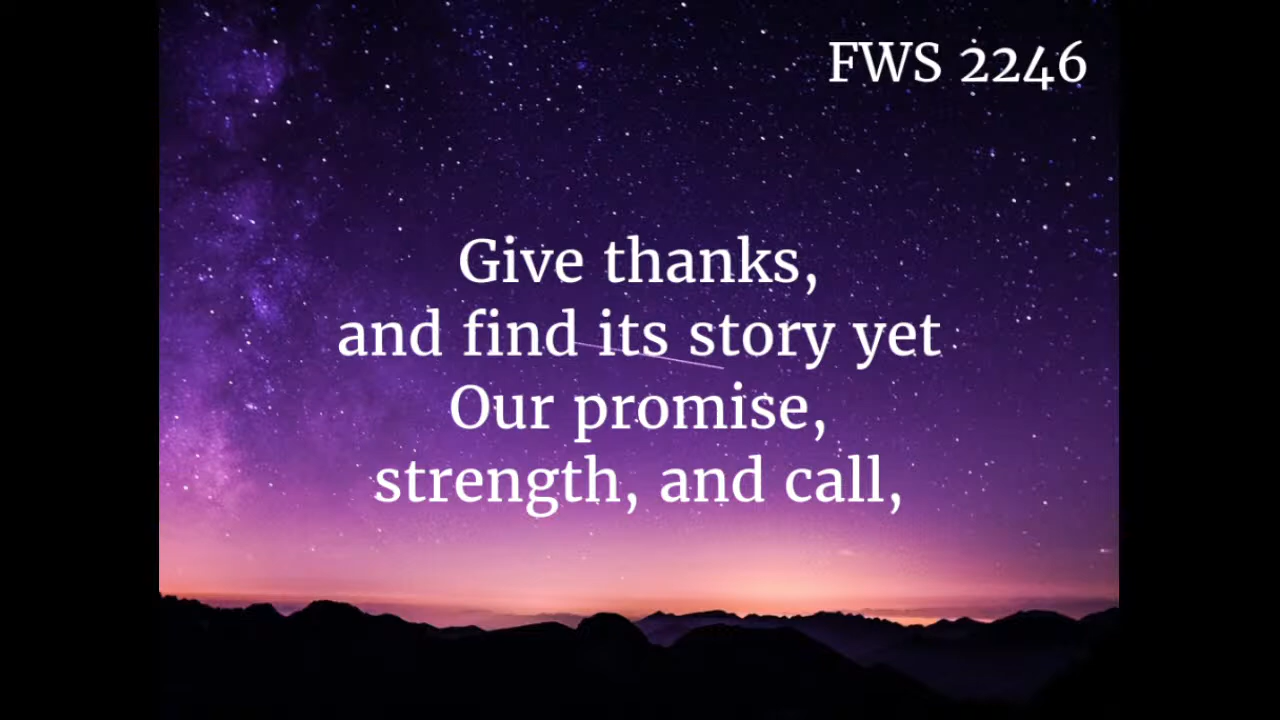 FWS 2246
Give thanks,
and find its story yet
Our promise,
strength, and call,